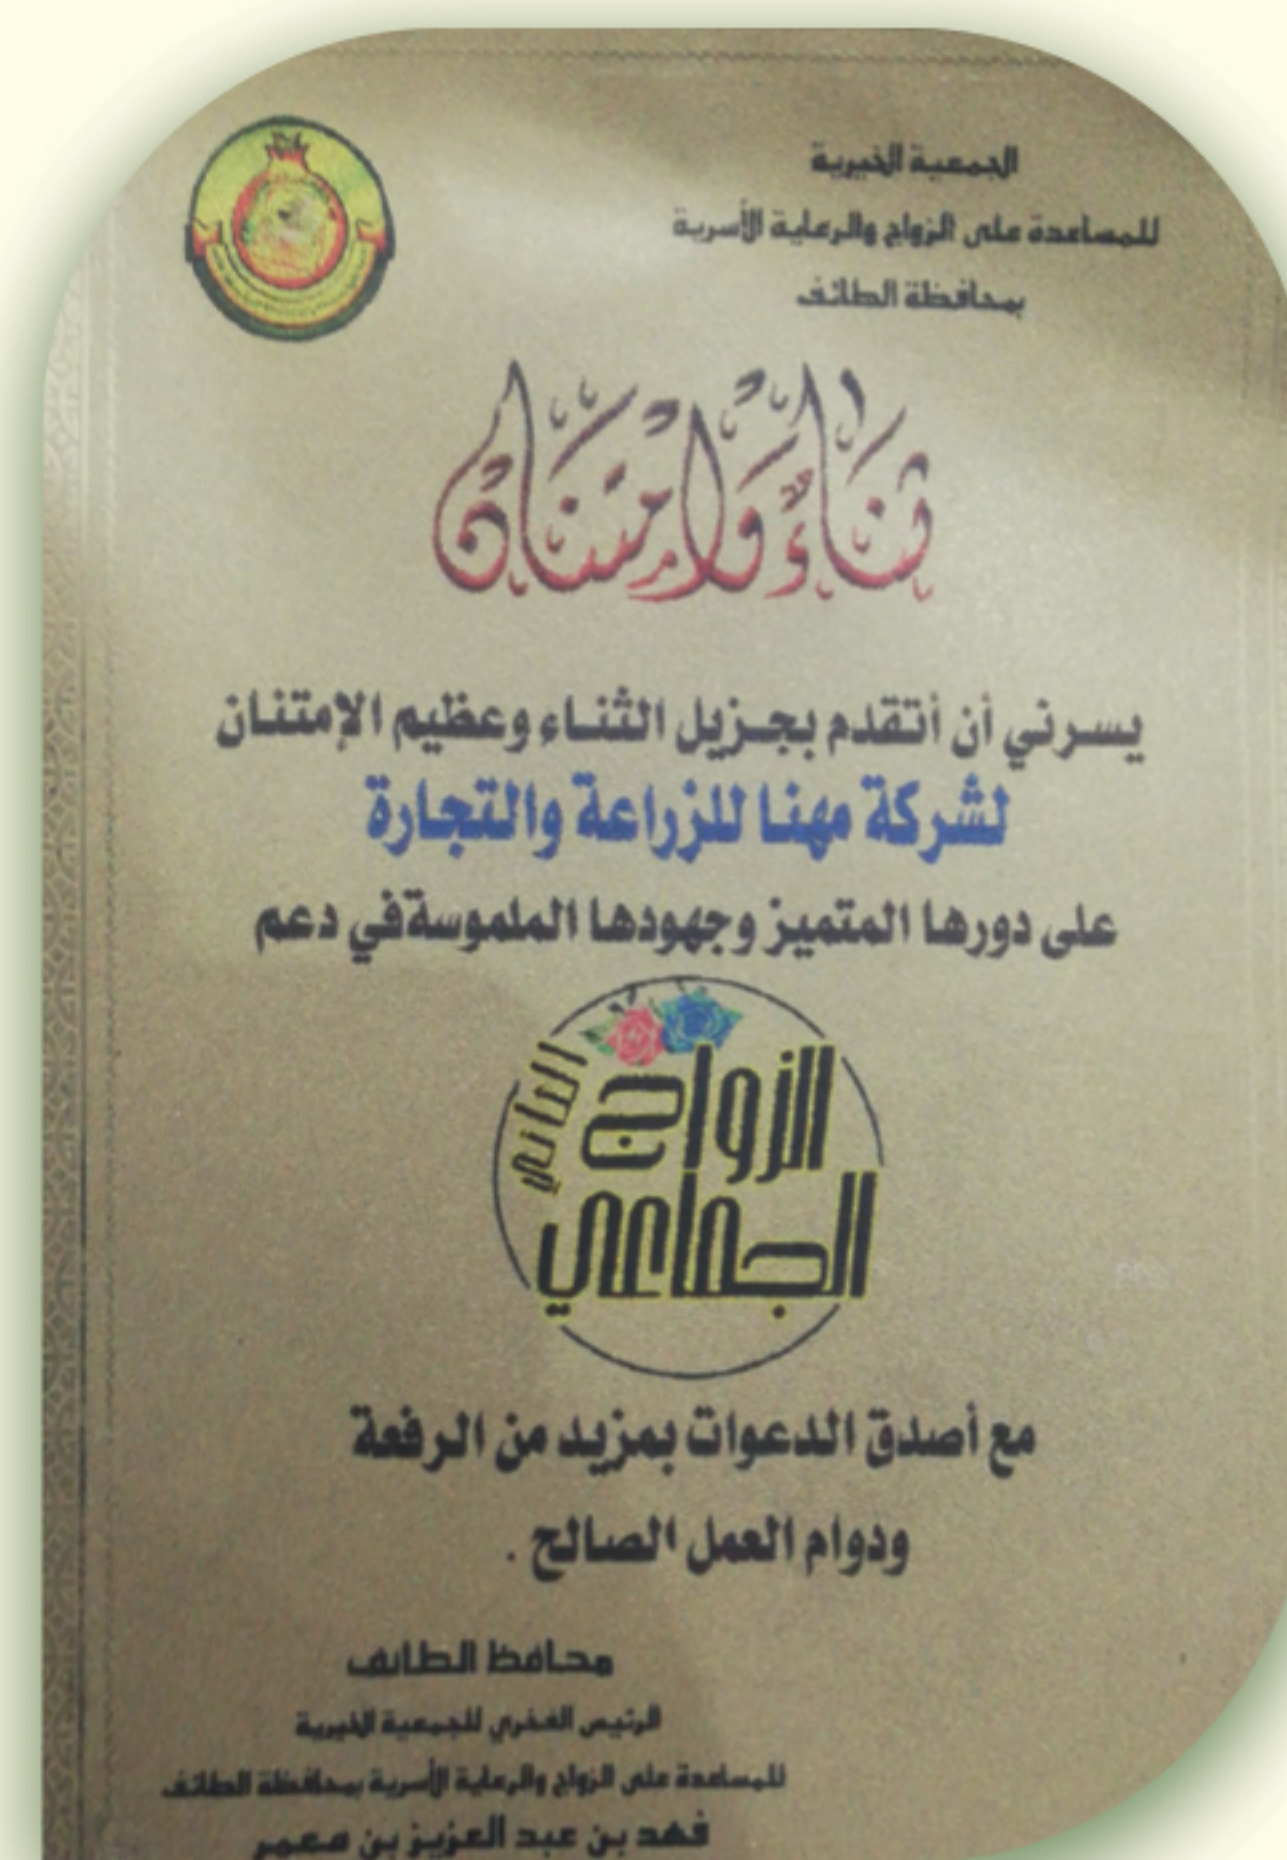 الجمعية الخيرية
للمساعدة على الزواج والرعاية الأسرية
بمحافظة الطائف
ثَنَاءٌ وَامْتِنَان
يسرني أن أتقدم بجزيل الثناء وعظيم الإمتنان
لشركة مهنا للزراعة والتجارة
على دورها المتميز وجهودها الملموسة في دعم
الزواج
الجماعي
الثاني
مع أصدق الدعوات بمزيد من الرفعة
ودوام العمل الصالح .
محافظ الطائف
الرئيس الفخري للجمعية الخيرية
للمساعدة على الزواج والرعاية الأسرية بمحافظة الطائف
فهد بن عبد العزيز بن معمر